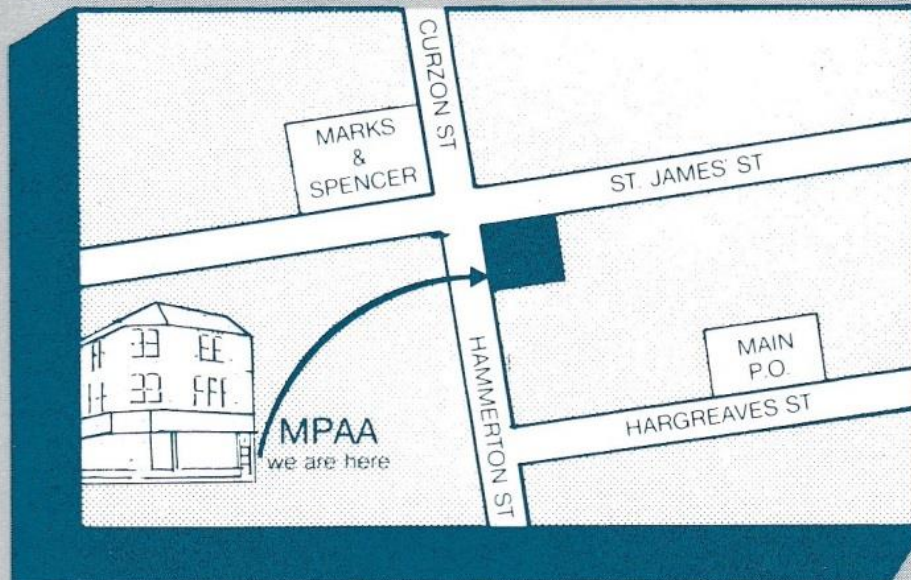 CURZON ST
MARKS
&
SPENCER
ST. JAMES' ST
MAIN
P.O.
HARGREAVES ST
HAMMERTON ST
MPAA
we are here